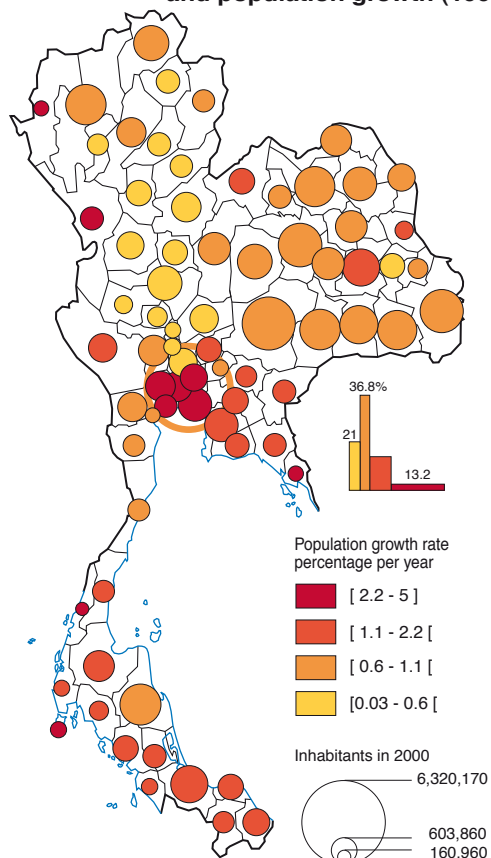 and population growth (
36.8%
21
13.2
Population growth rate
percentage per year
[ 2.2 - 5 ]
[ 1.1 - 2.2 [
[ 0.6 - 1.1 [
[0.03 - 0.6 [
Inhabitants in 2000
6,320,170
603,860
160,960